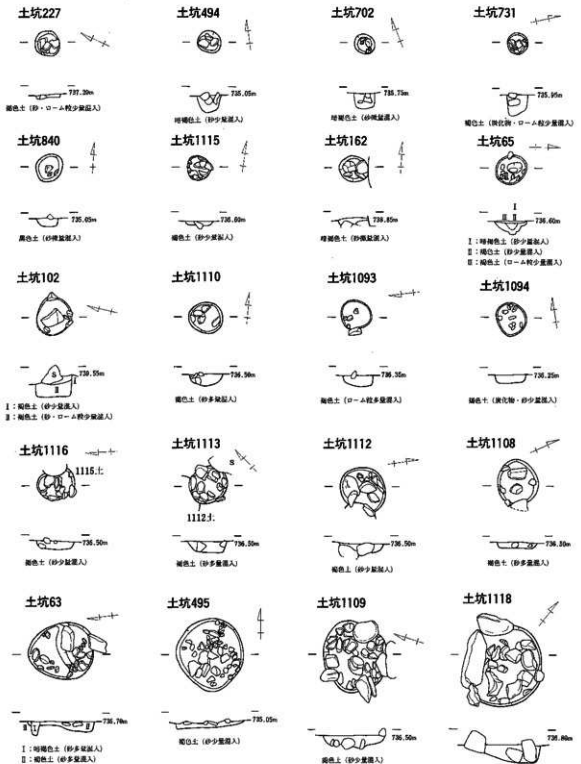 土坑227
737.20m
褐色土（砂・ローム粒少量混入）
土坑494
735.05m
暗褐色土（砂少量混入）
土坑702
735.75m
暗褐色土（砂微量混入）
土坑731
735.95m
褐色土（炭化物・ローム粒少量混入）
土坑840
735.05m
黒色土（砂微量混入）
土坑1115
736.60m
褐色土（砂少量混入）
土坑162
739.85m
暗褐色土（砂微量混入）
土坑65
I
II
III
736.60m
I：暗褐色土（砂少量混入）
II：褐色土（砂少量混入）
III：褐色土（ローム粒少量混入）
土坑102
S
I
II
739.55m
I：褐色土（砂少量混入）
II：褐色土（砂・ローム粒少量混入）
土坑1110
736.50m
褐色土（砂多量混入）
土坑1093
736.35m
褐色土（ローム粒多量混入）
土坑1094
736.25m
褐色土（炭化物・砂少量混入）
土坑1116
1115土
736.50m
褐色土（砂少量混入）
土坑1113
S
1112土
736.50m
褐色土（砂多量混入）
土坑1112
736.50m
褐色土（砂少量混入）
土坑1108
736.50m
褐色土（砂多量混入）
土坑63
II
I
II
736.70m
I：暗褐色土（砂多量混入）
II：褐色土（砂多量混入）
土坑495
735.05m
褐色土（砂少量混入）
土坑1109
736.50m
褐色土（砂少量混入）
土坑1118
736.80m